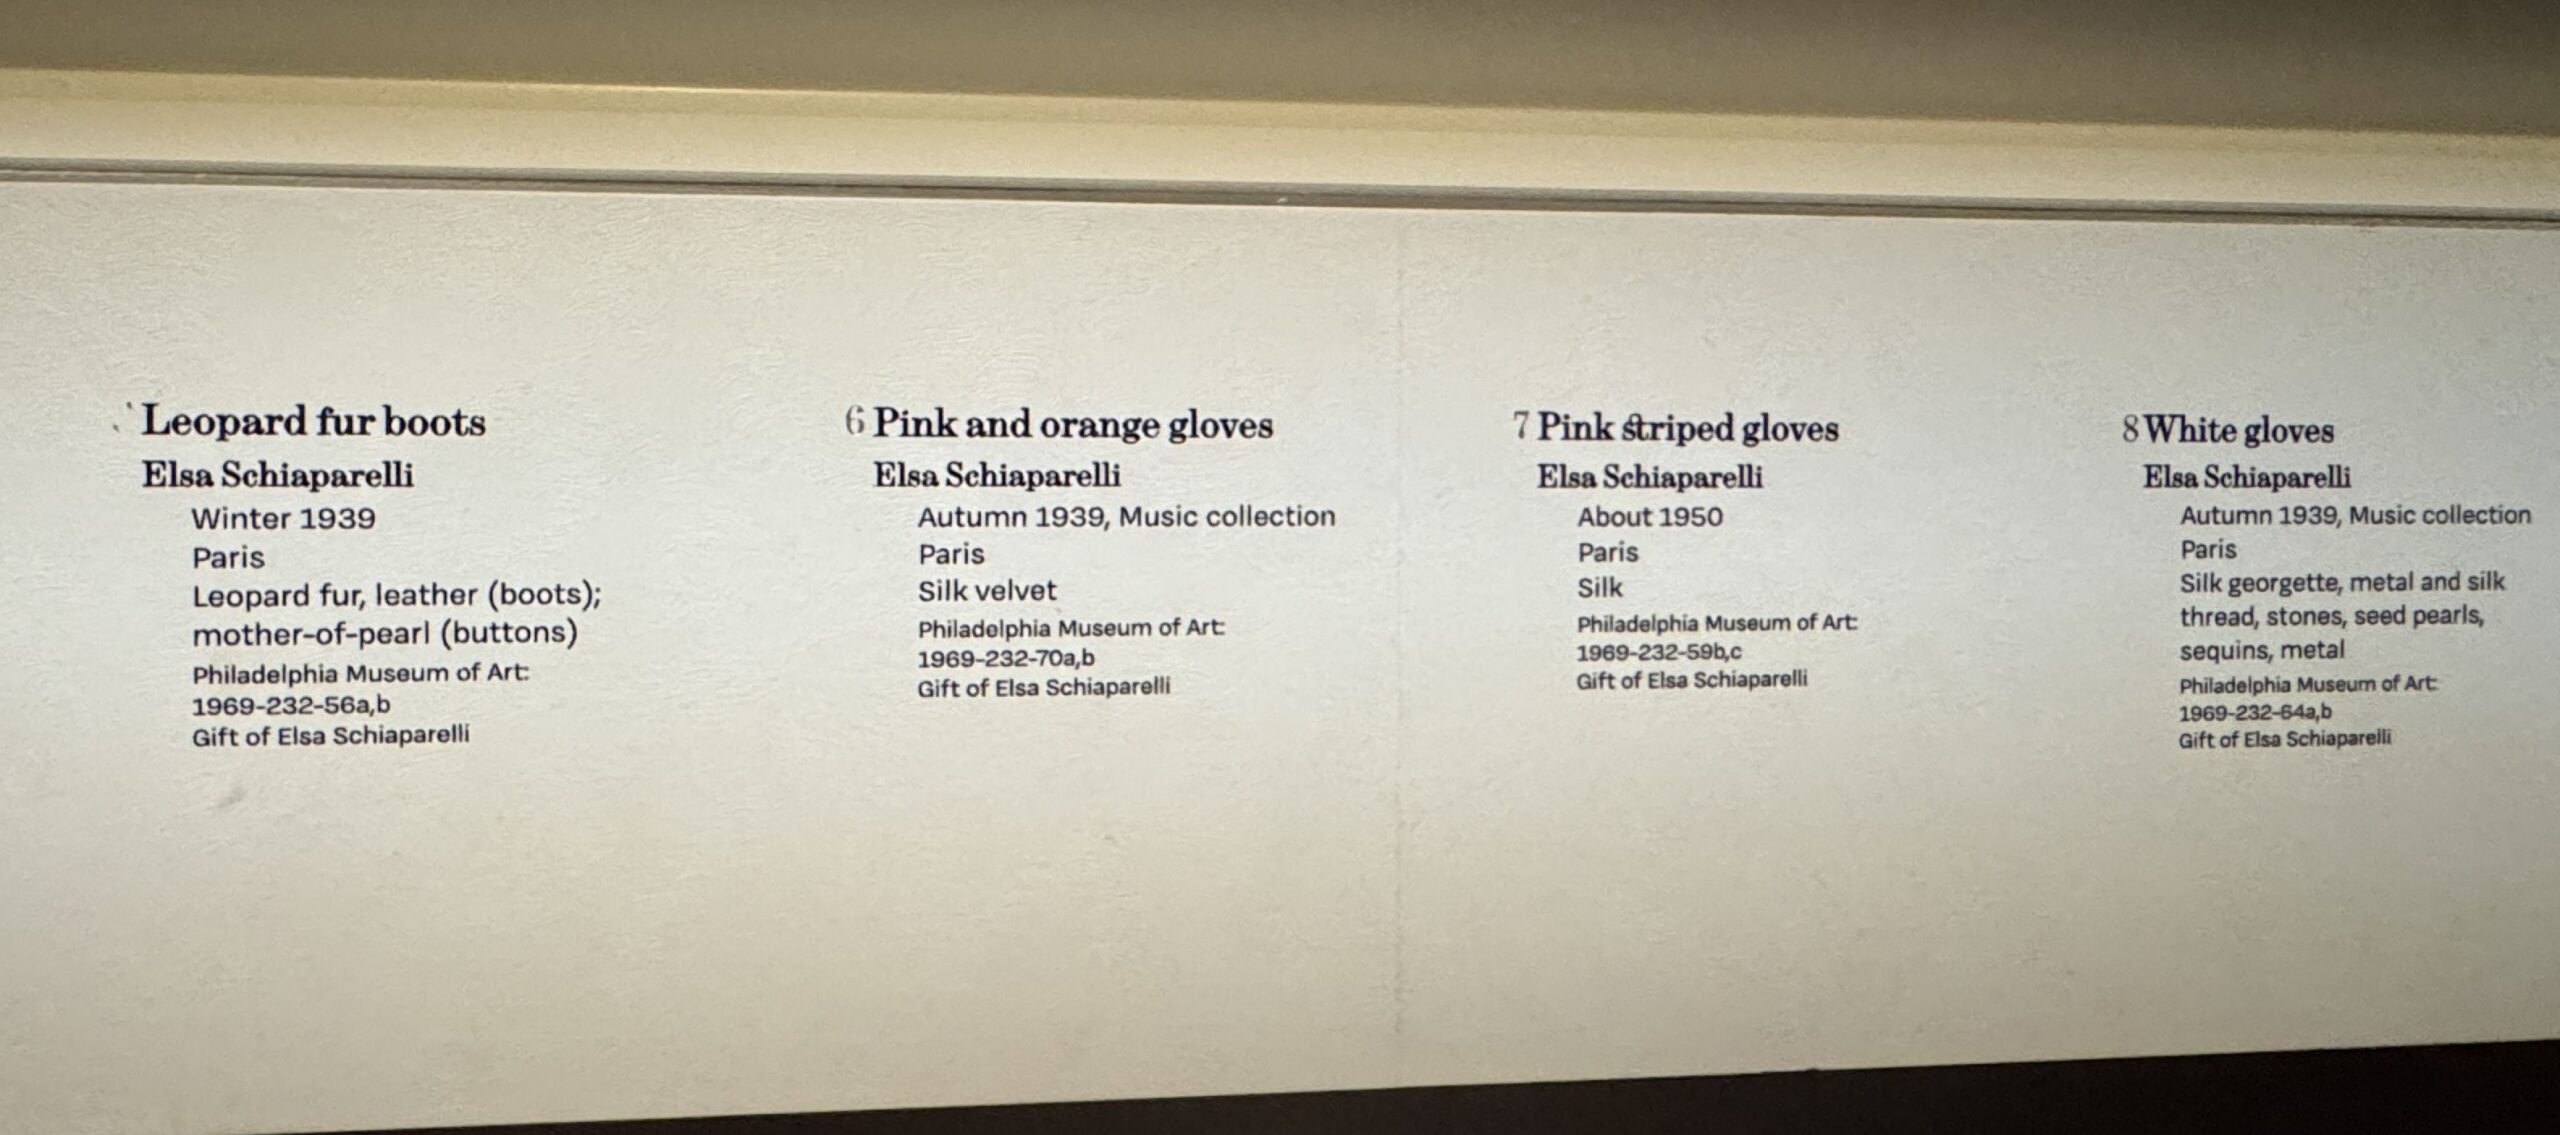 Leopard fur boots
Elsa Schiaparelli
Winter 1939
Paris
Leopard fur, leather (boots);
mother-of-pearl (buttons)
Philadelphia Museum of Art:
1969-232-56a,b
Gift of Elsa Schiaparelli
6 Pink and orange gloves
Elsa Schiaparelli
Autumn 1939, Music collection
Paris
Silk velvet
Philadelphia Museum of Art:
1969-232-70a,b
Gift of Elsa Schiaparelli
7 Pink striped gloves
Elsa Schiaparelli
About 1950
Paris
Silk
Philadelphia Museum of Art:
1969-232-59b,c
Gift of Elsa Schiaparelli
8 White gloves
Elsa Schiaparelli
Autumn 1939, Music collection
Paris
Silk georgette, metal and silk
thread, stones, seed pearls,
sequins, metal
Philadelphia Museum of Art:
1969-232-64a,b
Gift of Elsa Schiaparelli